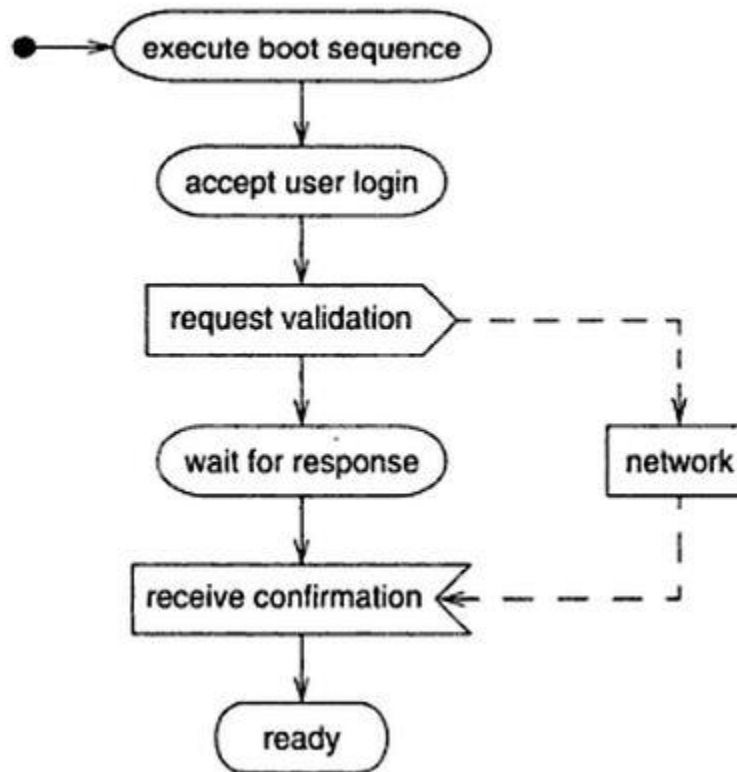 execute boot sequence
accept user login
request validation
wait for response
network
receive confirmation
ready